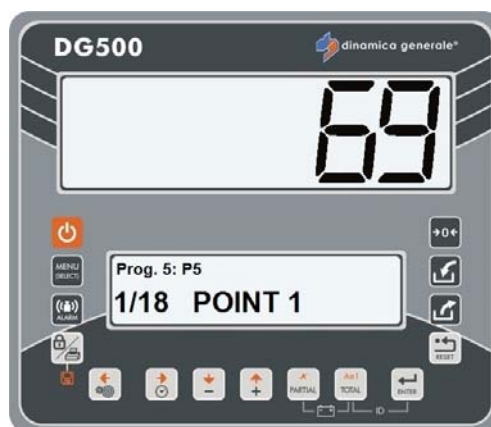 DG500
dinamica generale®
69
→0←
MENU
(SELECT)
ALARM
Prog. 5: P5
1/18 POINT 1
RESET
PARTIAL
TOTAL
ENTER
ID